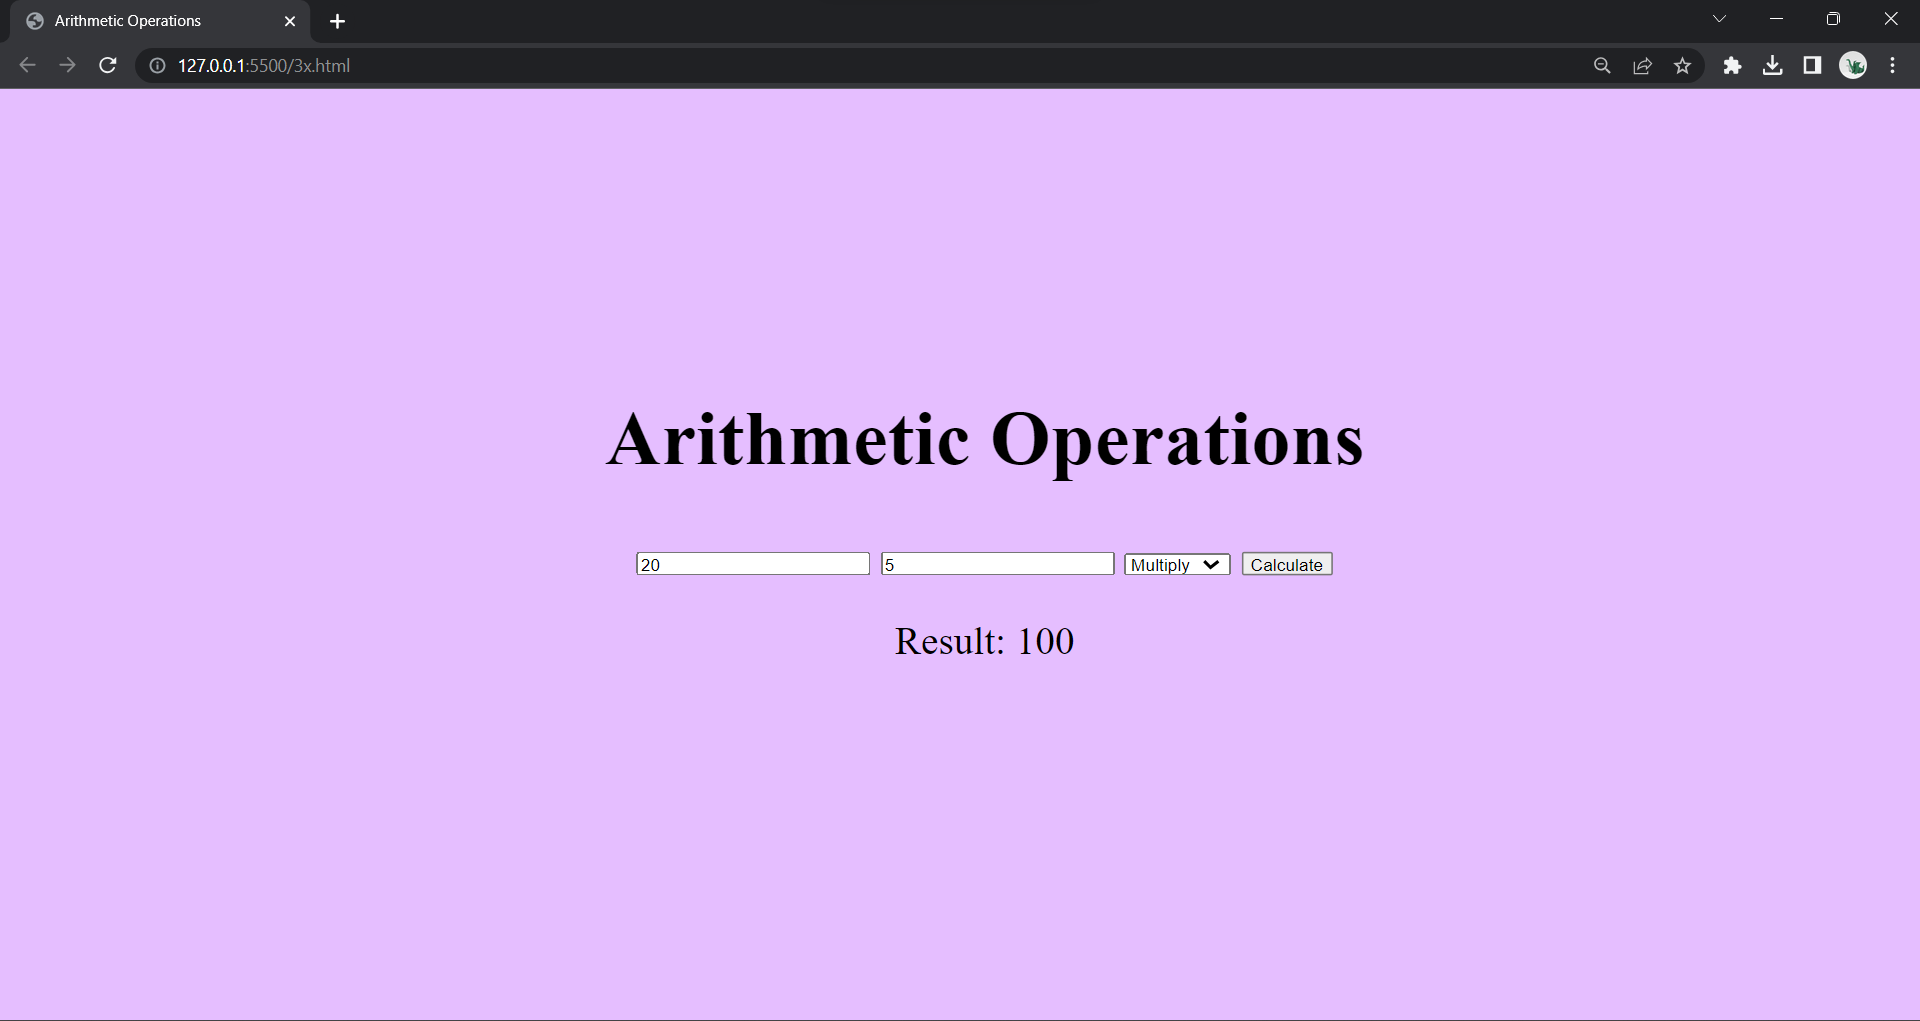 Arithmetic Operations
127.0.0.1:5500/3x.html
Arithmetic Operations
20 5 Multiply Calculate
Result: 100